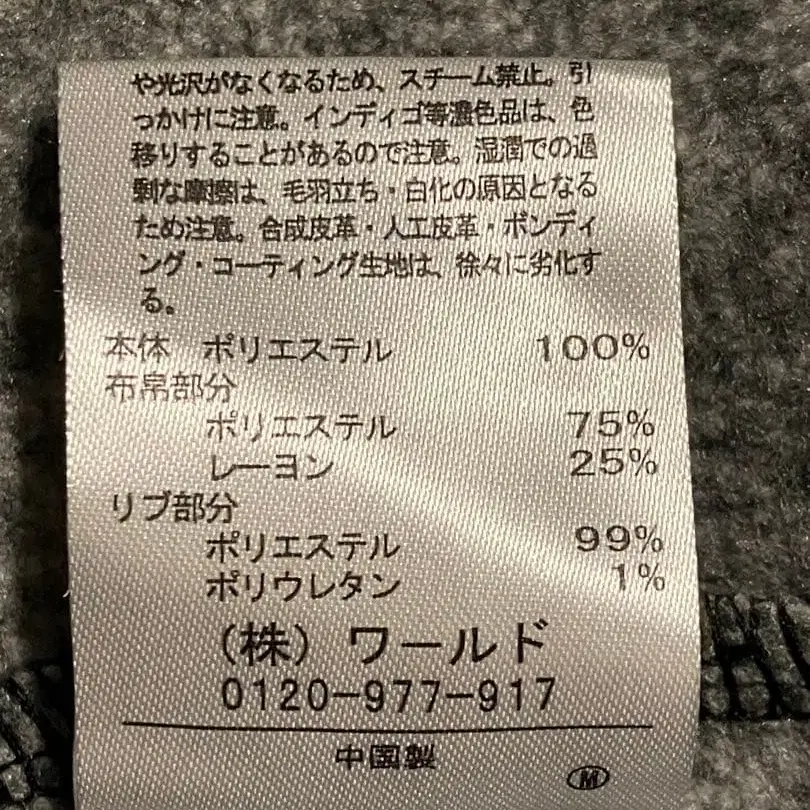 や光沢がなくなるため、スチーム禁止。引
っかけに注意。インディゴ等濃色品は、色
移りすることがあるので注意。湿潤での過
剰な摩擦は、毛羽立ち・白化の原因となる
ため注意。合成皮革・人工皮革・ボンディ
ング・コーティング生地は、徐々に劣化す
る。
本体 ポリエステル 100%
布帛部分
ポリエステル 75%
レーヨン 25%
リブ部分
ポリエステル 99%
ポリウレタン 1%
(株) ワールド
0120-977-917
中国製
M